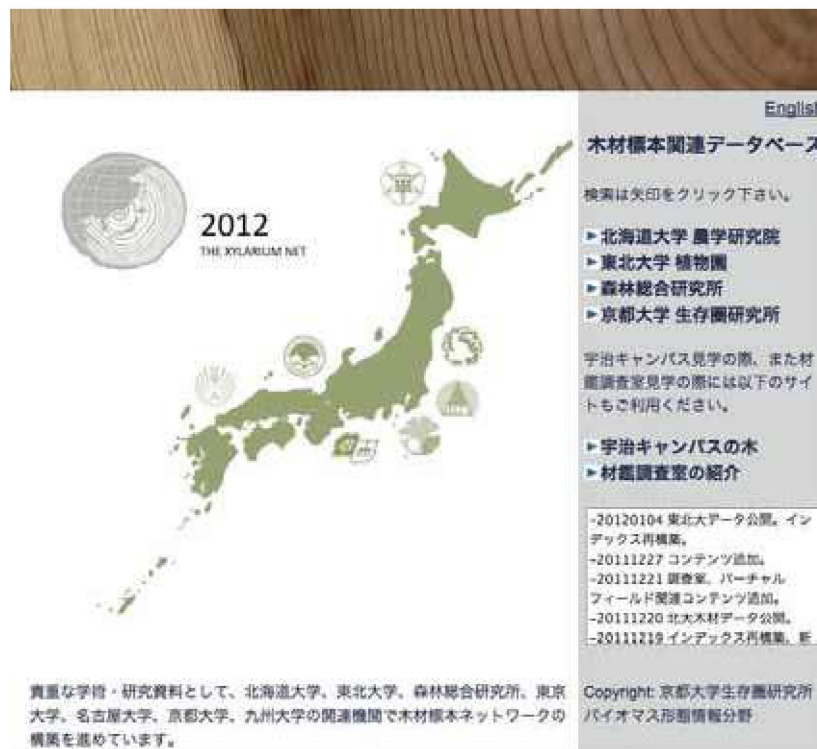 English
木材標本関連データベース
検索は矢印をクリック下さい。
2012
THE XYLARIUM NET
北海道大学 農学研究院
東北大学 植物園
森林総合研究所
京都大学 生存圏研究所
宇治キャンパス見学の際、また材
鑑調査室見学の際には以下のサイ
トもご利用ください。
宇治キャンパスの木
材鑑調査室の紹介
-20120104 東北大データ公開。イン
デックス再構築。
-20111227 コンテンツ追加。
-20111221 調査室、バーチャル
フィールド関連コンテンツ追加。
-20111220 北大木材データ公開。
-20111219 インデックス再構築。新
貴重な学術・研究資料として、北海道大学、東北大学、森林総合研究所、東京
大学、名古屋大学、京都大学、九州大学の関連機関で木材標本ネットワークの
構築を進めています。
Copyright: 京都大学生存圏研究所
バイオマス形態情報分野